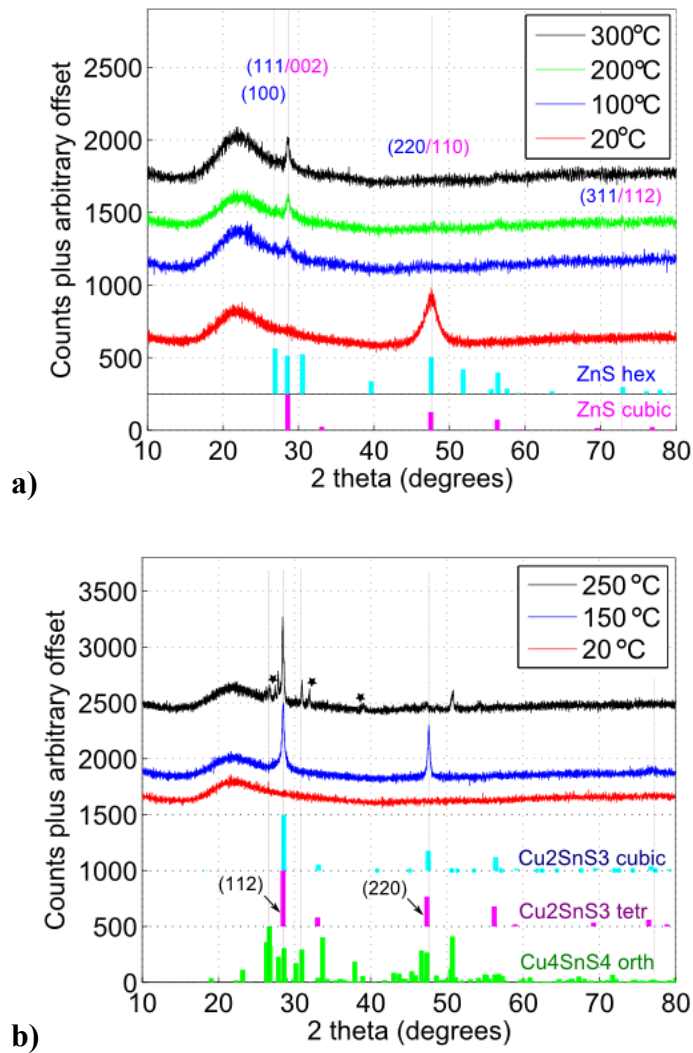 2500
2000
1500
1000
500
0
Counts plus arbitrary offset
(111/002)
(100)
(220/110)
(311/112)
300°C
200°C
100°C
20°C
ZnS hex
ZnS cubic
10 20 30 40 50 60 70 80
2 theta (degrees)
a)
3500
3000
2500
2000
1500
1000
500
0
Counts plus arbitrary offset
250 °C
150 °C
20 °C
Cu2SnS3 cubic
(112)
(220)
Cu2SnS3 tetr
Cu4SnS4 orth
10 20 30 40 50 60 70 80
2 theta (degrees)
b)